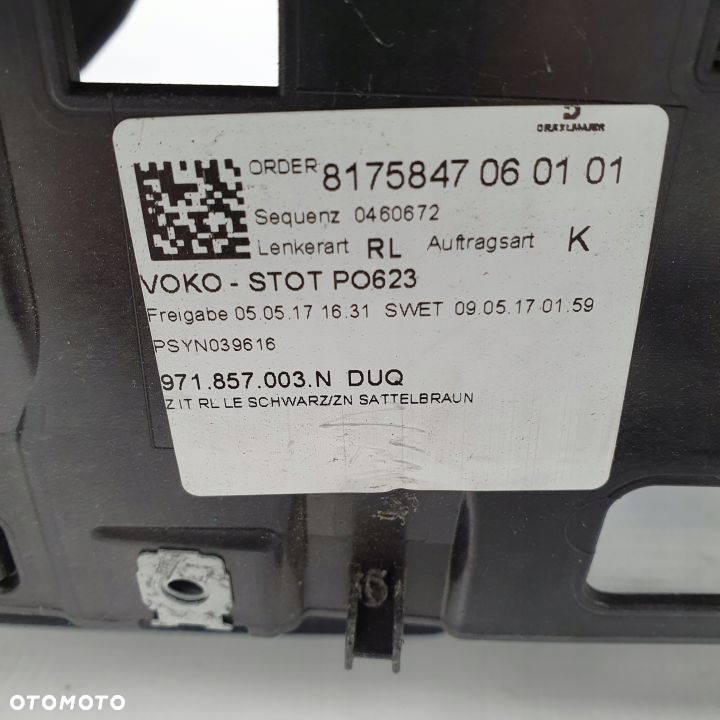 DRÄXLMAIER
ORDER 8175847 06 01 01
Sequenz 0460672
Lenkerart RL Auftragsart K
VOKO - STOT PO623
Freigabe 05.05.17 16.31 SWET 09.05.17 01.59
PSYN039616
971.857.003.N DUQ
Z IT RL LE SCHWARZ/ZN SATTELBRAUN
OTOMOTO